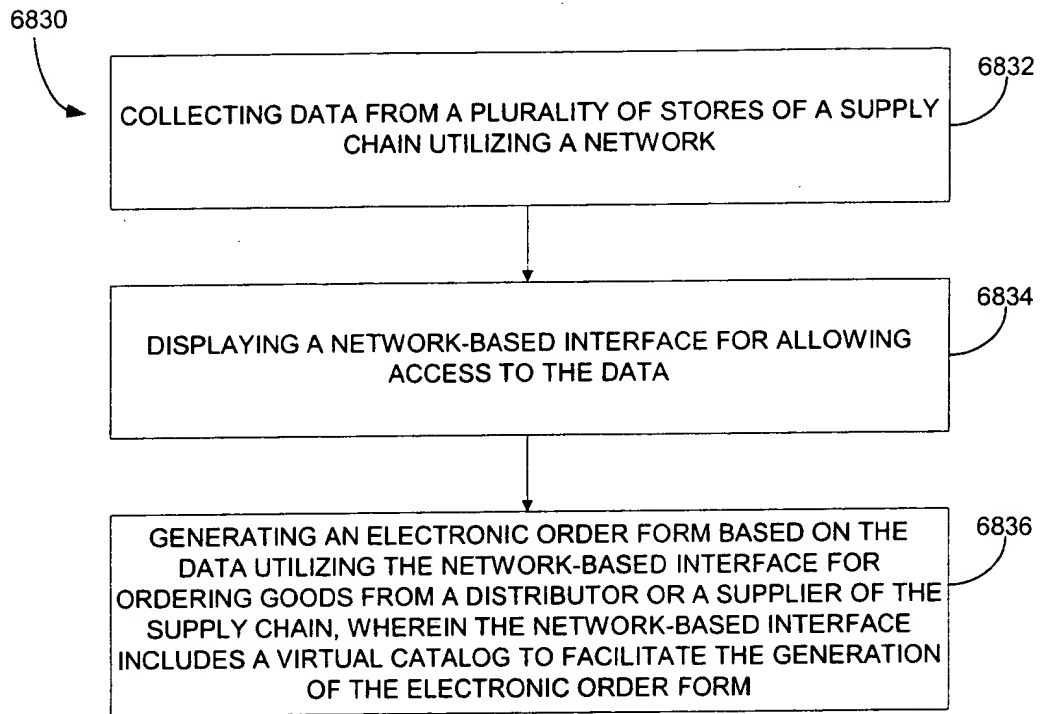 6830
6832
COLLECTING DATA FROM A PLURALITY OF STORES OF A SUPPLY
CHAIN UTILIZING A NETWORK
6834
DISPLAYING A NETWORK-BASED INTERFACE FOR ALLOWING
ACCESS TO THE DATA
6836
GENERATING AN ELECTRONIC ORDER FORM BASED ON THE
DATA UTILIZING THE NETWORK-BASED INTERFACE FOR
ORDERING GOODS FROM A DISTRIBUTOR OR A SUPPLIER OF THE
SUPPLY CHAIN, WHEREIN THE NETWORK-BASED INTERFACE
INCLUDES A VIRTUAL CATALOG TO FACILITATE THE GENERATION
OF THE ELECTRONIC ORDER FORM